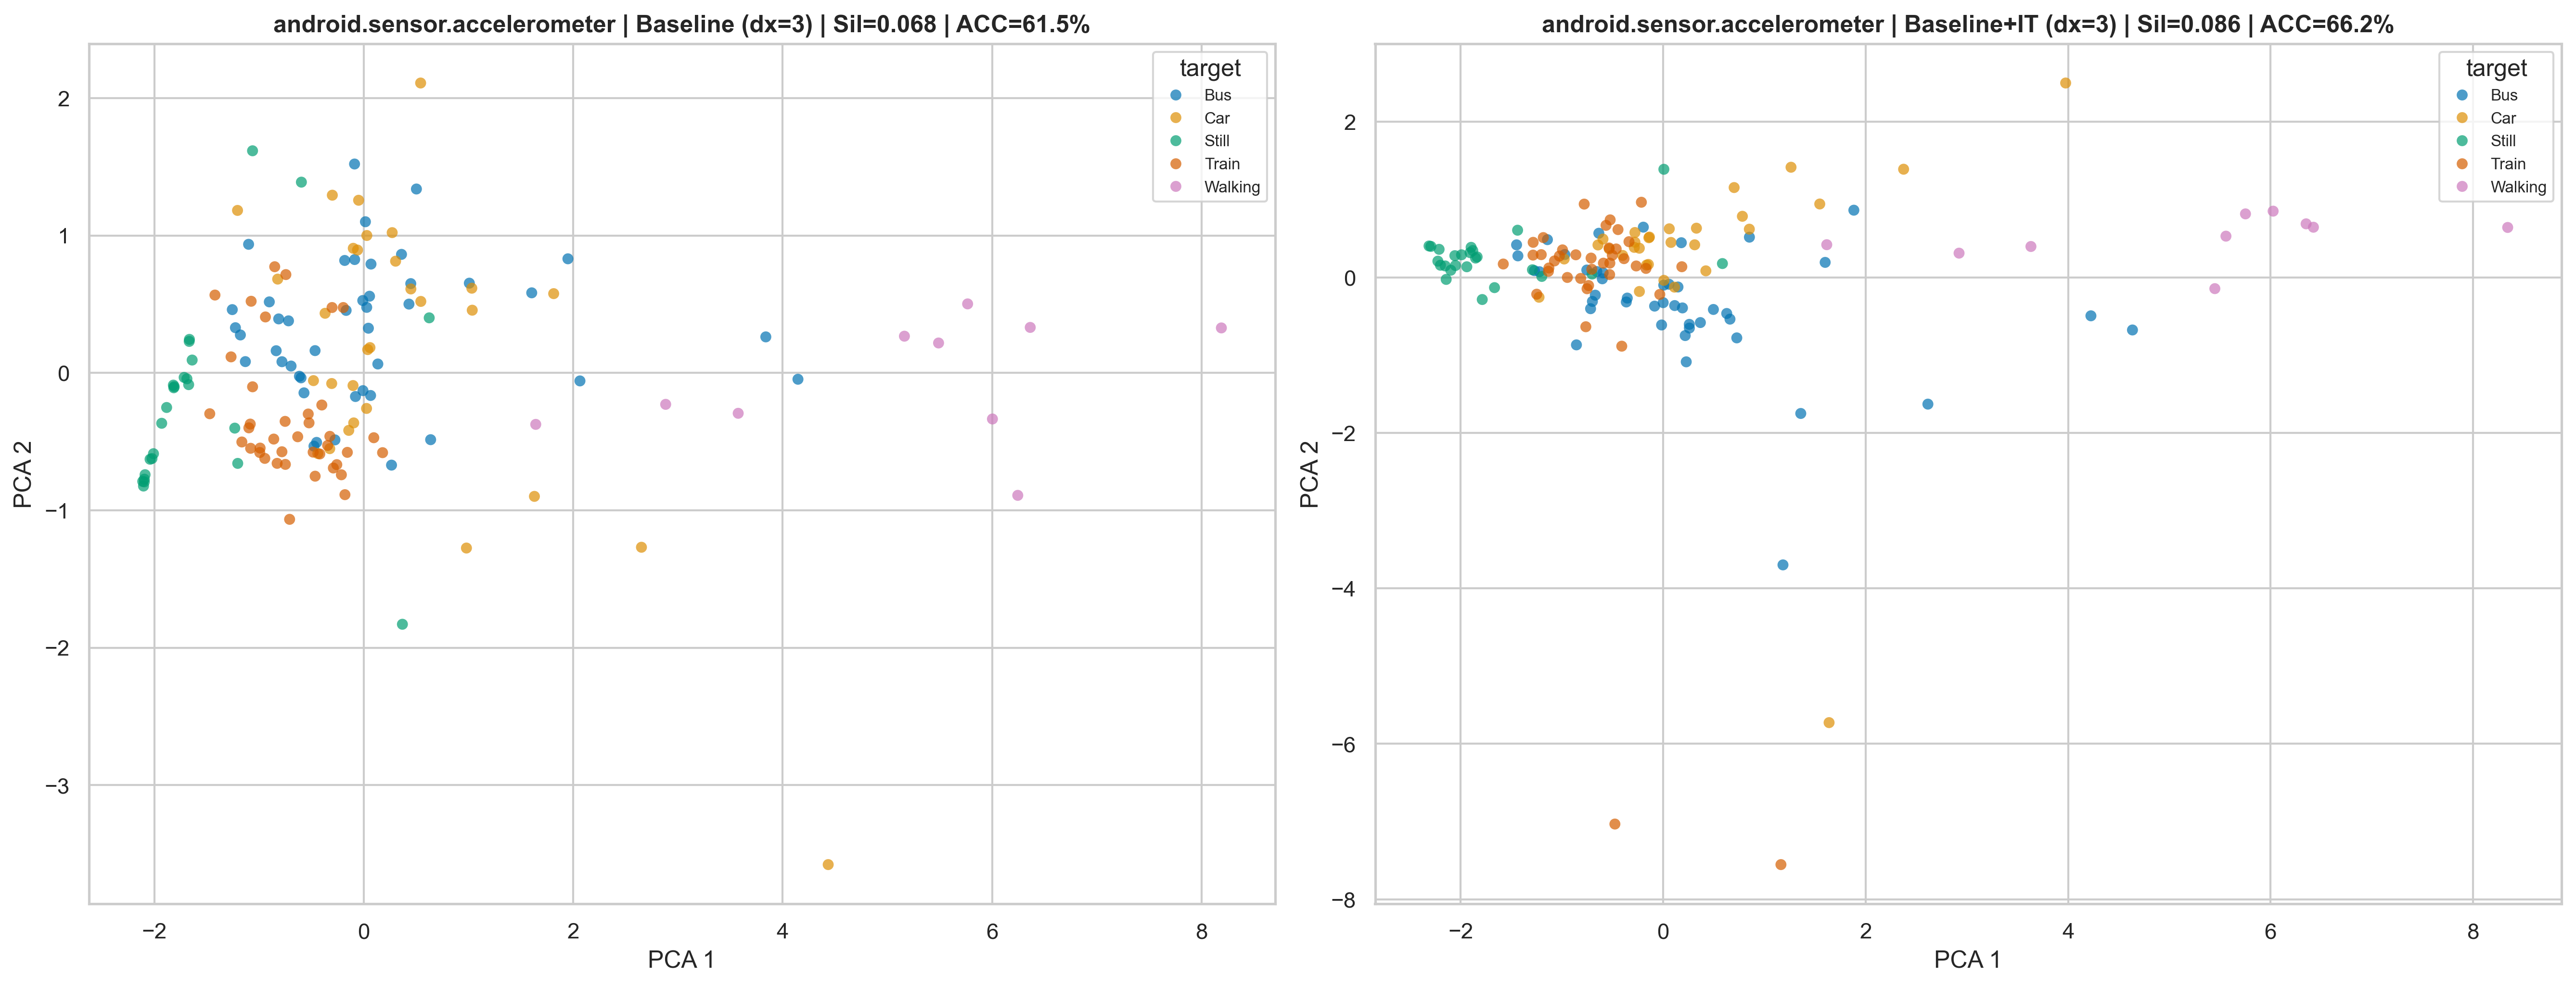 android.sensor.accelerometer | Baseline (dx=3) | Sil=0.068 | ACC=61.5%
target
Bus
Car
Still
Train
Walking
PCA 2
2
1
0
−1
−2
−3
−2
0
2
4
6
8
PCA 1
android.sensor.accelerometer | Baseline+IT (dx=3) | Sil=0.086 | ACC=66.2%
target
Bus
Car
Still
Train
Walking
PCA 2
2
0
−2
−4
−6
−8
−2
0
2
4
6
8
PCA 1